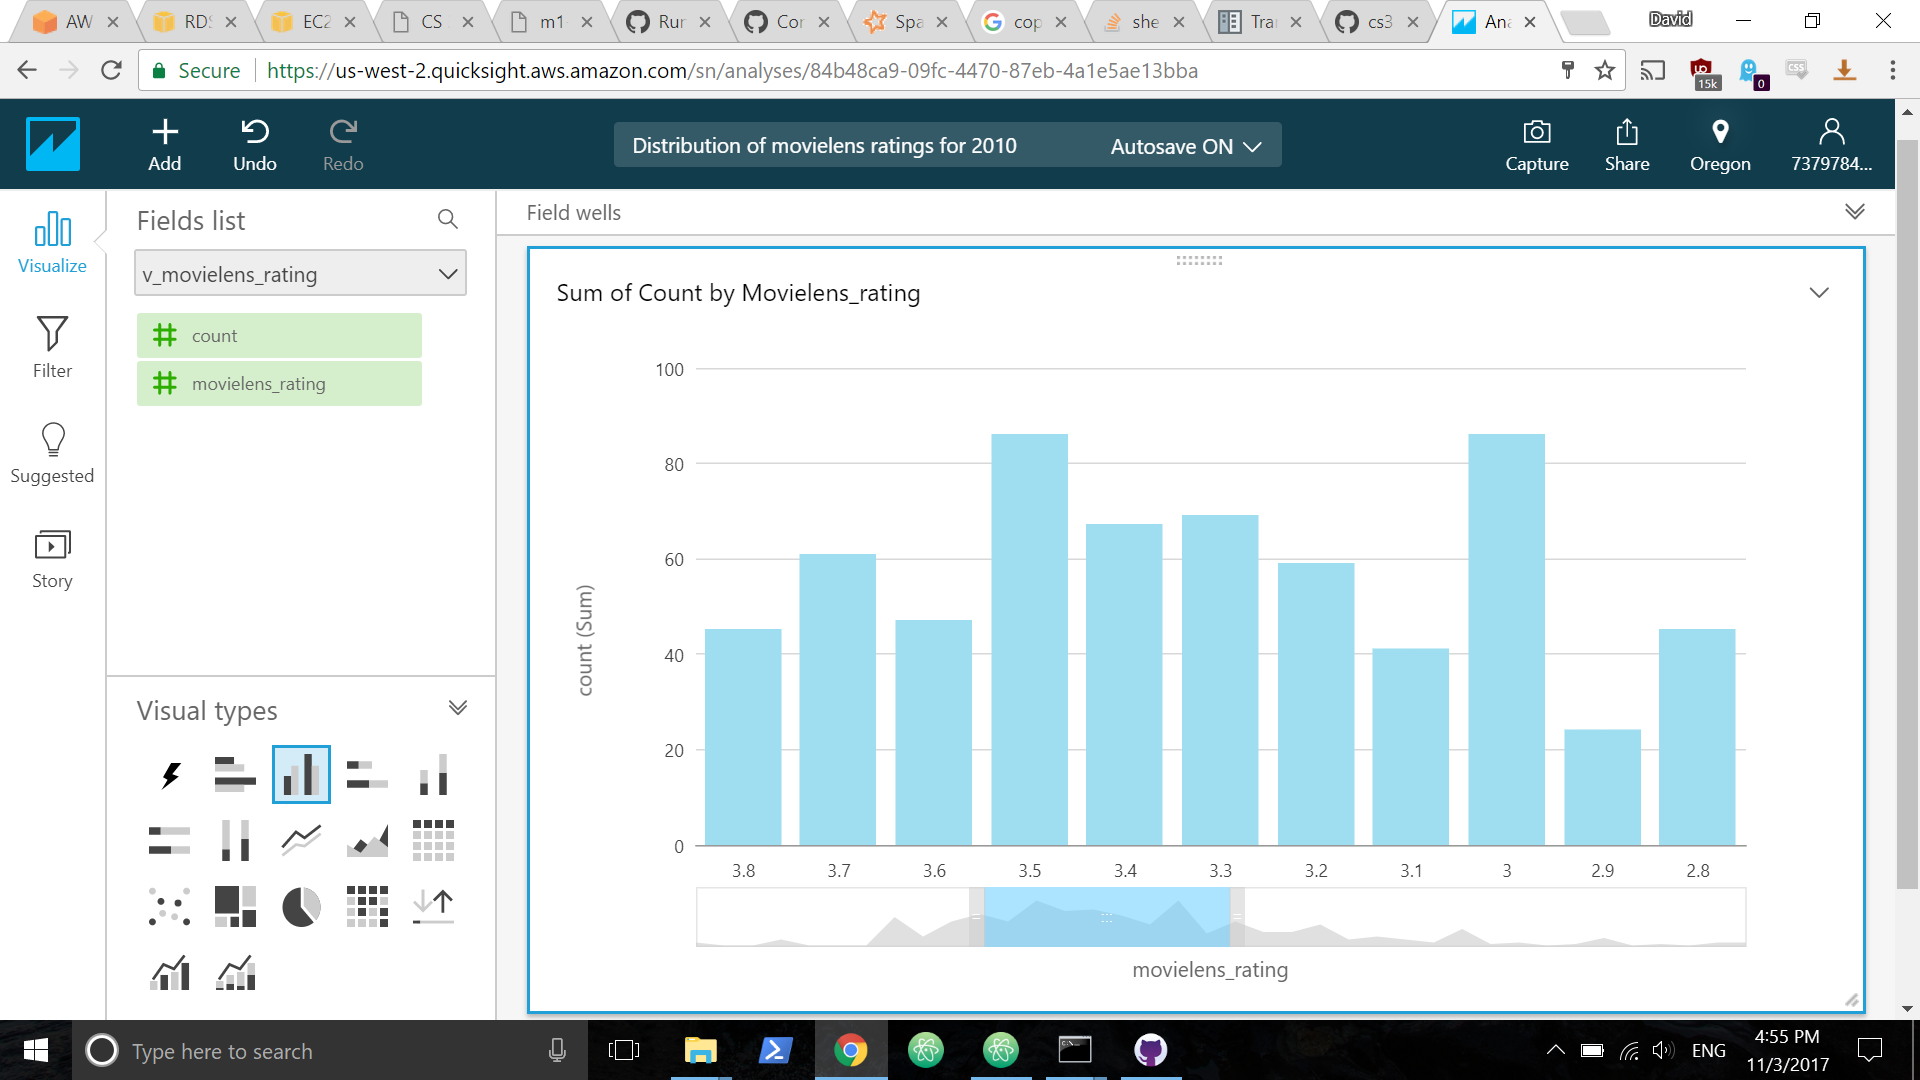 AW
RDS
EC2
CS
m1
Rur
Cor
Spa
cop
she
Tra
cs3
Ana
David
Secure
https://us-west-2.quicksight.aws.amazon.com/sn/analyses/84b48ca9-09fc-4470-87eb-4a1e5ae13bba
15k
0
css
Add
Undo
Redo
Distribution of movielens ratings for 2010
Autosave ON
Capture
Share
Oregon
7379784...
Visualize
Filter
Suggested
Story
Fields list
v_movielens_rating
count
movielens_rating
Visual types
Field wells
Sum of Count by Movielens_rating
100
80
60
40
20
0
count (Sum)
3.8 3.7 3.6 3.5 3.4 3.3 3.2 3.1 3 2.9 2.8
movielens_rating
Type here to search
ENG
4:55 PM
11/3/2017